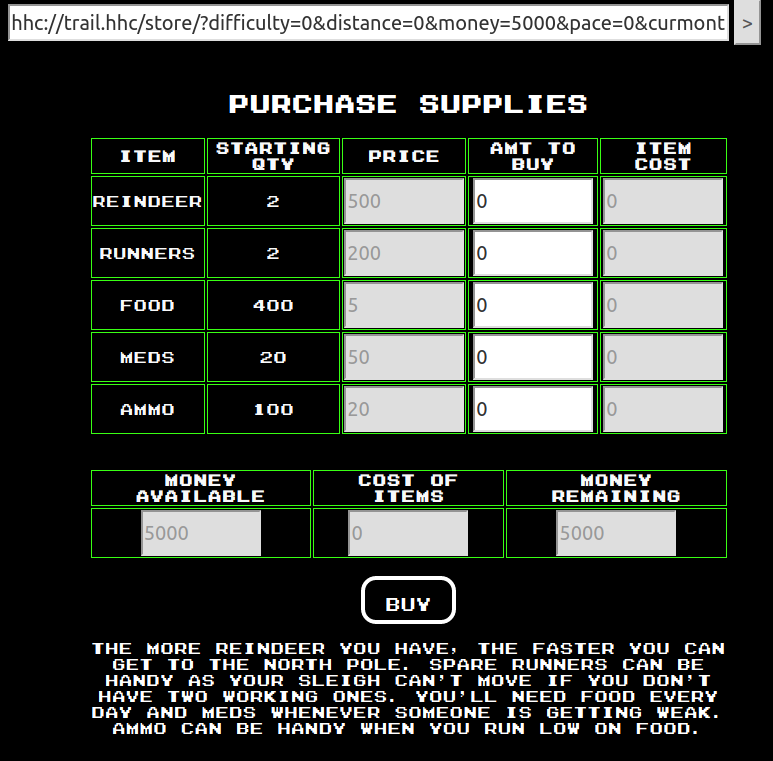 hhc://trail.hhc/store/?difficulty=0&distance=0&money=5000&pace=0&curmont >
PURCHASE SUPPLIES
ITEM STARTING QTY PRICE AMT TO BUY ITEM COST
REINDEER 2 500 0 0
RUNNERS 2 200 0 0
FOOD 400 5 0 0
MEDS 20 50 0 0
AMMO 100 20 0 0
MONEY AVAILABLE COST OF ITEMS MONEY REMAINING
5000 0 5000
BUY
THE MORE REINDEER YOU HAVE, THE FASTER YOU CAN
GET TO THE NORTH POLE. SPARE RUNNERS CAN BE
HANDY AS YOUR SLEIGH CAN'T MOVE IF YOU DON'T
HAVE TWO WORKING ONES. YOU'LL NEED FOOD EVERY
DAY AND MEDS WHENEVER SOMEONE IS GETTING WEAK.
AMMO CAN BE HANDY WHEN YOU RUN LOW ON FOOD.